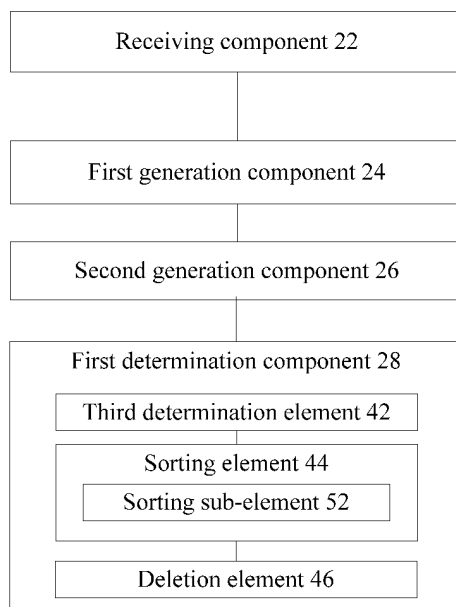 Receiving component 22
First generation component 24
Second generation component 26
First determination component 28
Third determination element 42
Sorting element 44
Sorting sub-element 52
Deletion element 46